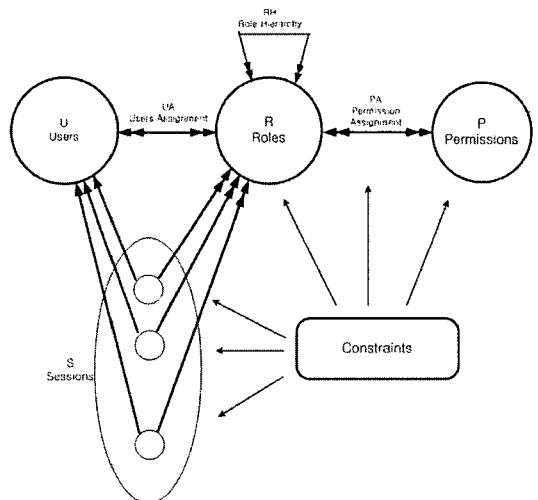 RH
Role Hierarchy
U
Users
UA
Users Assignment
R
Roles
PA
Permission
Assignment
P
Permissions
S
Sessions
Constraints